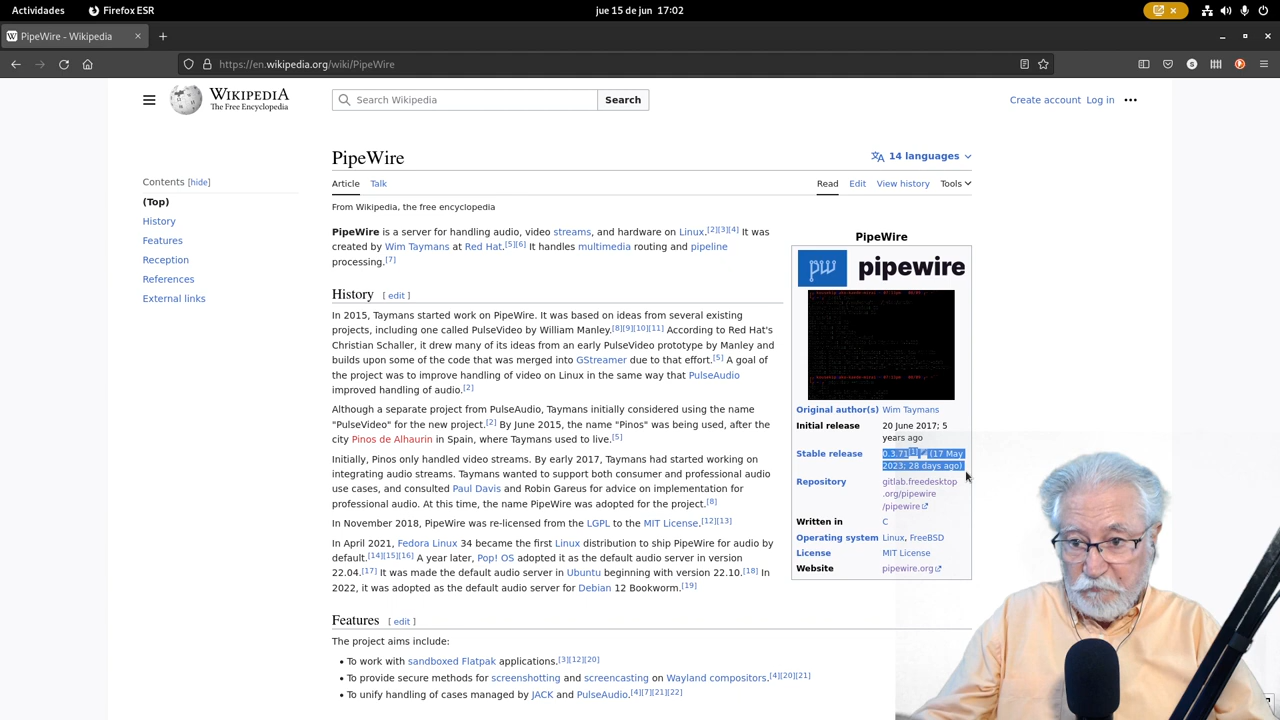 Actividades
Firefox ESR
jue 15 de jun 17:02
PipeWire - Wikipedia
https://en.wikipedia.org/wiki/PipeWire
WIKIPEDIA
The Free Encyclopedia
Search Wikipedia
Search
Create account Log in
PipeWire
14 languages
Contents [hide]
(Top)
History
Features
Reception
References
External links
Article Talk
Read Edit View history Tools
From Wikipedia, the free encyclopedia
PipeWire is a server for handling audio, video streams, and hardware on Linux.[2][3][4] It was
created by Wim Taymans at Red Hat.[5][6] It handles multimedia routing and pipeline
processing.[7]
History [ edit ]
In 2015, Taymans started work on PipeWire. It was based on ideas from several existing
projects, including one called PulseVideo by William Manley.[8][9][10][11] According to Red Hat's
Christian Schaller, it drew many of its ideas from an early PulseVideo prototype by Manley and
builds upon some of the code that was merged into GStreamer due to that effort.[5] A goal of
the project was to improve handling of video on Linux in the same way that PulseAudio
improved handling of audio.[2]
Although a separate project from PulseAudio, Taymans initially considered using the name
"PulseVideo" for the new project.[2] By June 2015, the name "Pinos" was being used, after the
city Pinos de Alhaurin in Spain, where Taymans used to live.[5]
Initially, Pinos only handled video streams. By early 2017, Taymans had started working on
integrating audio streams. Taymans wanted to support both consumer and professional audio
use cases, and consulted Paul Davis and Robin Gareus for advice on implementation for
professional audio. At this time, the name PipeWire was adopted for the project.[8]
In November 2018, PipeWire was re-licensed from the LGPL to the MIT License.[12][13]
In April 2021, Fedora Linux 34 became the first Linux distribution to ship PipeWire for audio by
default.[14][15][16] A year later, Pop! OS adopted it as the default audio server in version
22.04.[17] It was made the default audio server in Ubuntu beginning with version 22.10.[18] In
2022, it was adopted as the default audio server for Debian 12 Bookworm.[19]
Features [ edit ]
The project aims include:
• To work with sandboxed Flatpak applications.[3][12][20]
• To provide secure methods for screenshotting and screencasting on Wayland compositors.[4][20][21]
• To unify handling of cases managed by JACK and PulseAudio.[4][7][21][22]
PipeWire
pw pipewire
Original author(s) Wim Taymans
Initial release 20 June 2017; 5
years ago
Stable release 0.3.71[1] (17 May
2023; 28 days ago)
Repository gitlab.freedesktop
.org/pipewire
/pipewire
Written in C
Operating system Linux, FreeBSD
License MIT License
Website pipewire.org